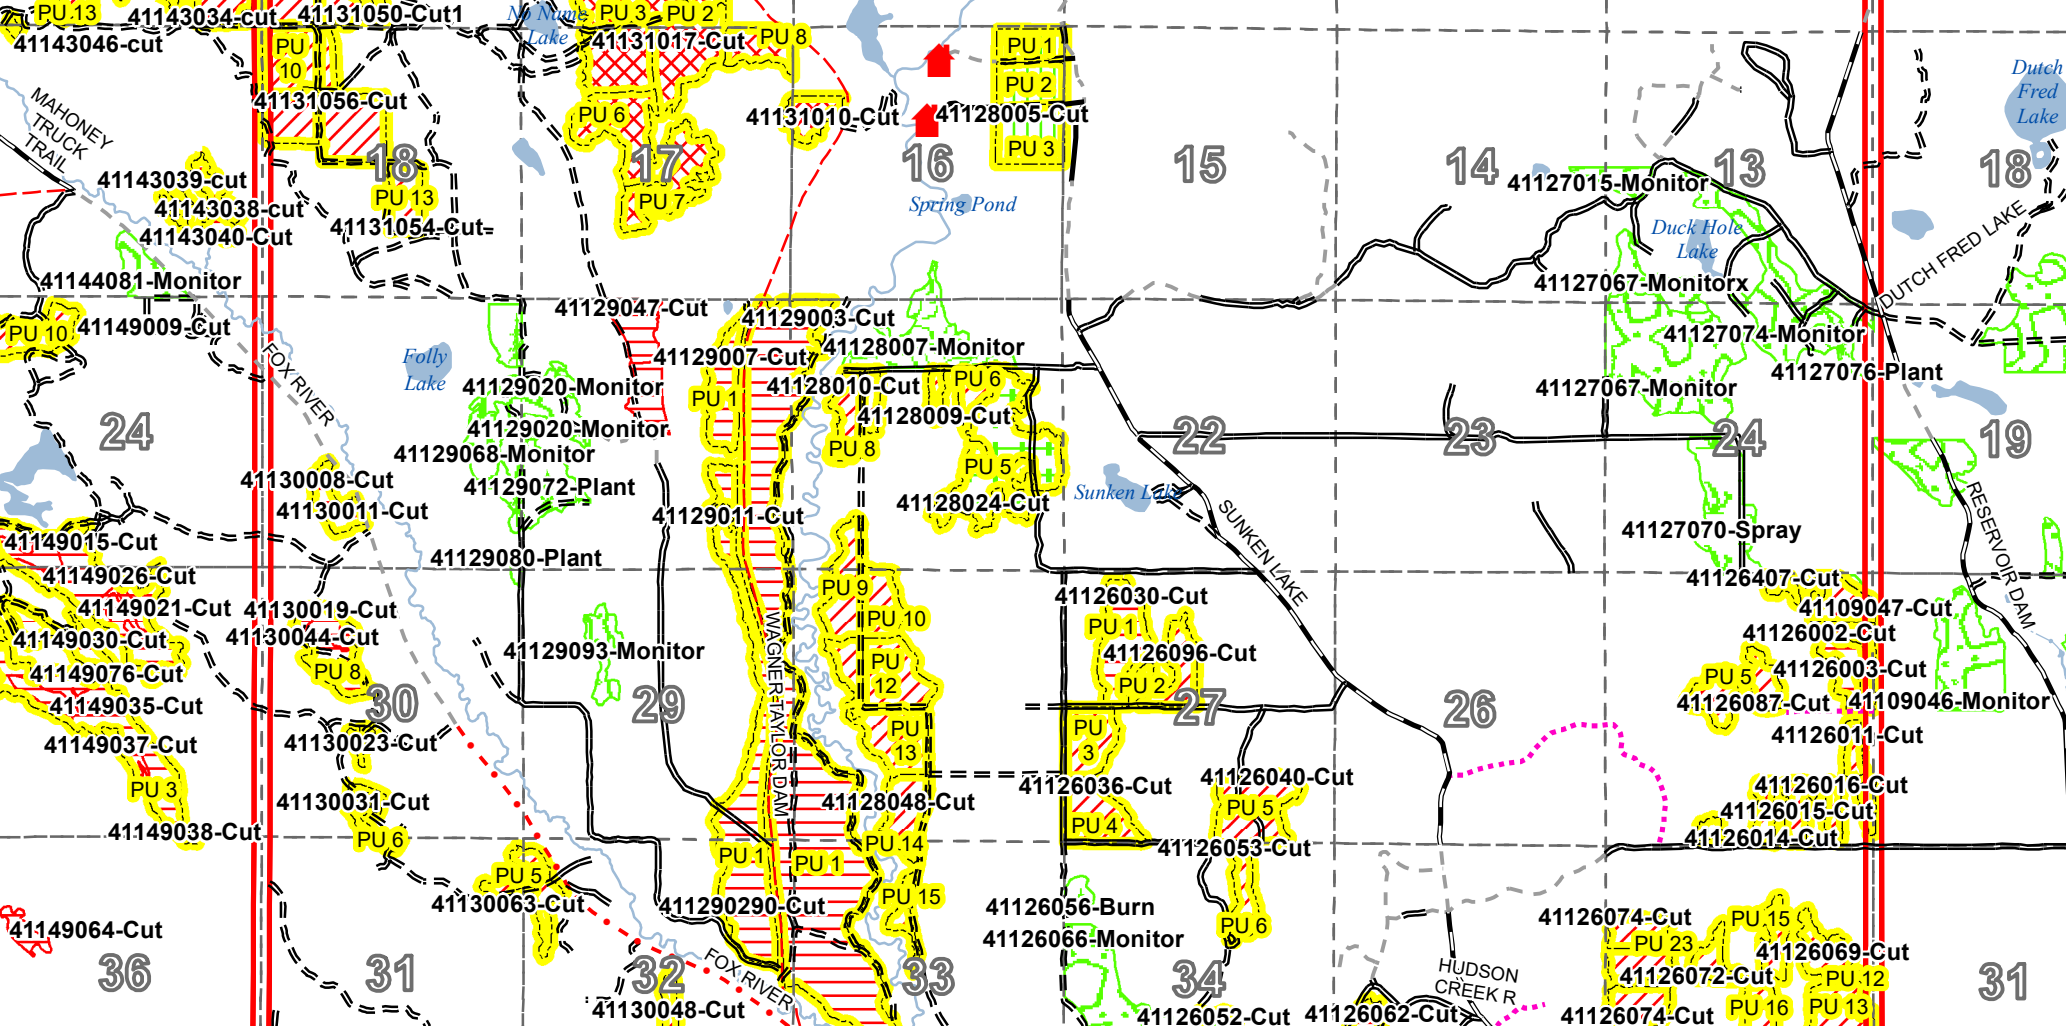 PU 13
41143034-cut
41131050-Cut1
No Name
Lake
PU 3
PU 2
41143046-cut
PU
10
41131017-Cut
PU 8
PU 1
PU 2
Dutch
Fred
Lake
MAHONEY
TRUCK
TRAIL
41131056-Cut
PU 6
41131010-Cut
41128005-Cut
PU 3
18
17
16
15
14
13
18
41143039-cut
41143038-cut
41143040-Cut
PU 13
41131054-Cut
PU 7
Spring Pond
41127015-Monitor
Duck Hole
Lake
DUTCH FRED LAKE
41144081-Monitor
41127067-Monitorx
PU 10
41149009-Cut
41129047-Cut
41129003-Cut
41127074-Monitor
FOX RIVER
Folly
Lake
41129007-Cut
41128007-Monitor
41127076-Plant
41129020-Monitor
PU 1
41128010-Cut
PU 6
41127067-Monitor
41128009-Cut
24
41129020-Monitor
22
23
24
19
41129068-Monitor
PU 8
PU 5
41130008-Cut
41129072-Plant
Sunken Lake
41130011-Cut
41129011-Cut
41128024-Cut
SUNKEN LAKE
RESERVOIR DAM
41149015-Cut
41129080-Plant
41127070-Spray
41149026-Cut
PU 9
41126407-Cut
41149021-Cut
41130019-Cut
41126030-Cut
41109047-Cut
PU 10
PU 1
41149030-Cut
41130044-Cut
41126002-Cut
41129093-Monitor
WAGNER-TAYLOR DAM
41126096-Cut
41149076-Cut
PU 8
PU
12
PU 2
PU 5
41126003-Cut
41149035-Cut
30
29
27
26
41126087-Cut
41109046-Monitor
41149037-Cut
41130023-Cut
PU
13
PU
3
41126011-Cut
PU 3
41130031-Cut
41128048-Cut
41126036-Cut
41126040-Cut
41126016-Cut
PU 5
41126015-Cut
41149038-Cut
PU 6
PU 14
PU 4
41126053-Cut
41126014-Cut
PU 1
PU 1
PU 5
41130063-Cut
41129029
0290-Cut
PU 15
41126056-Burn
PU 6
41126074-Cut
PU 15
41149064-Cut
41126066-Monitor
PU 23
41126069-Cut
36
31
32
FOX RIVER
33
34
HUDSON
CREEK R
41126072-Cut
PU 12
31
41130048-Cut
41126052-Cut
41126062-Cut
41126074-Cut
PU 16
PU 13